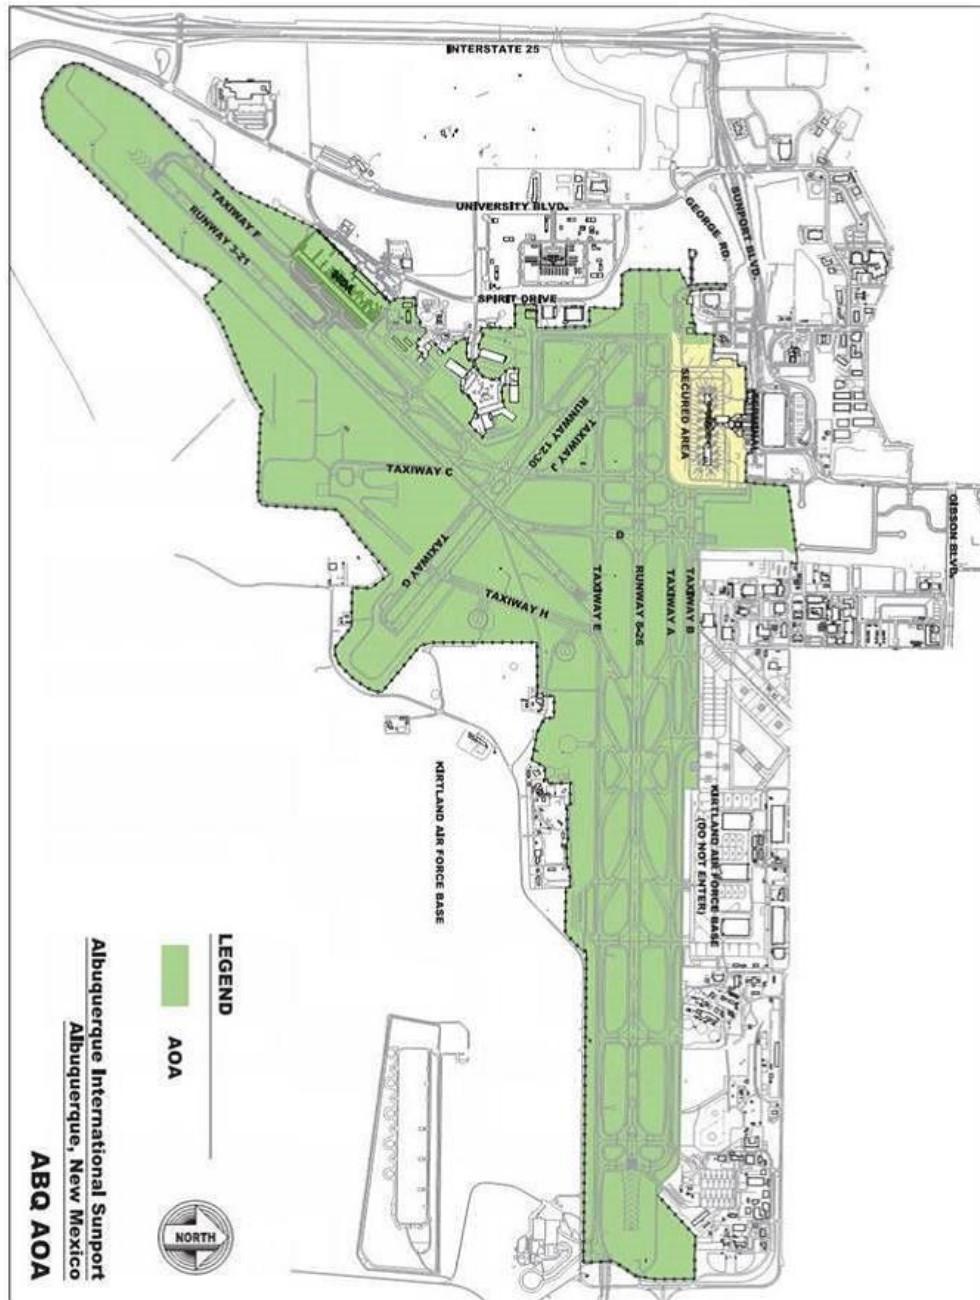 INTERSTATE 25
UNIVERSITY BLVD.
SPIRIT DRIVE
GEORGE RD.
SUNPORT BLVD.
GIBSON BLVD.
TAXIWAY F
RUNWAY 3-21
SECURED AREA
RUNWAY 12-30
TAXIWAY J
TAXIWAY C
TAXIWAY G
TAXIWAY H
D
TAXIWAY E
RUNWAY 8-26
TAXIWAY A
TAXIWAY B
KIRTLAND AIR FORCE BASE
KIRTLAND AIR FORCE BASE
(DO NOT ENTER)
LEGEND
AOA
NORTH
Albuquerque International Sunport
Albuquerque, New Mexico
ABQ AOA